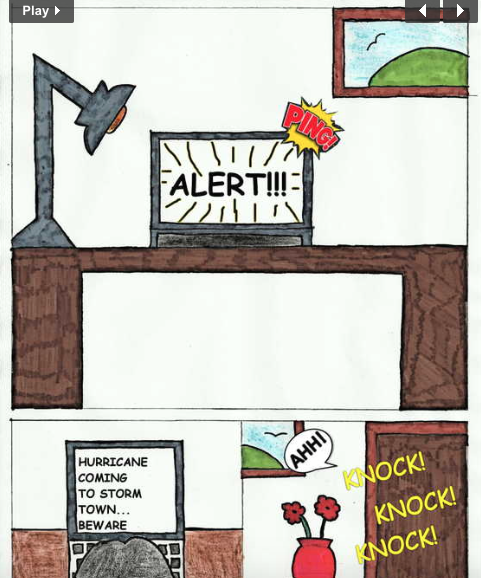 Play
PING!
ALERT!!!
HURRICANE
COMING
TO STORM
TOWN...
BEWARE
AHH!
KNOCK!
KNOCK!
KNOCK!